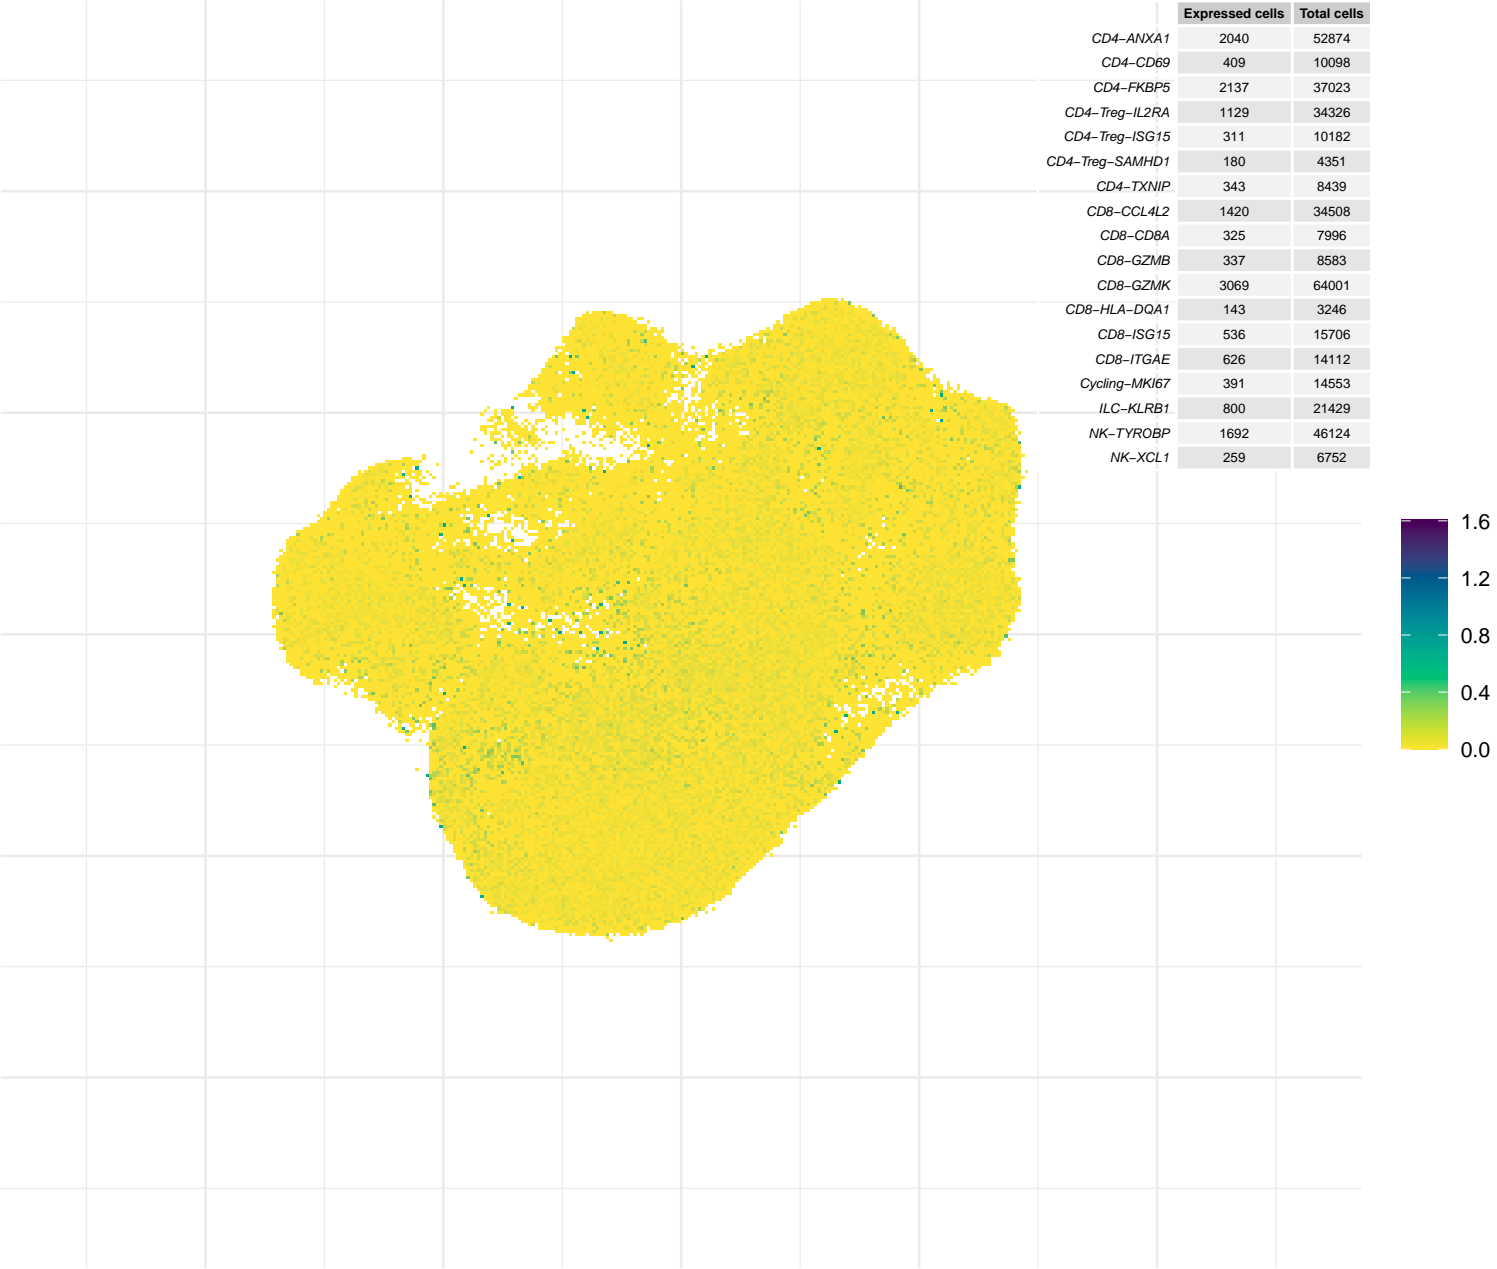 Expressed cells Total cells
CD4−ANXA1 2040 52874
CD4−CD69 409 10098
CD4−FKBP5 2137 37023
CD4−Treg−IL2RA 1129 34326
CD4−Treg−ISG15 311 10182
CD4−Treg−SAMHD1 180 4351
CD4−TXNIP 343 8439
CD8−CCL4L2 1420 34508
CD8−CD8A 325 7996
CD8−GZMB 337 8583
CD8−GZMK 3069 64001
CD8−HLA−DQA1 143 3246
CD8−ISG15 536 15706
CD8−ITGAE 626 14112
Cycling−MKI67 391 14553
ILC−KLRB1 800 21429
NK−TYROBP 1692 46124
NK−XCL1 259 6752
1.6
1.2
0.8
0.4
0.0